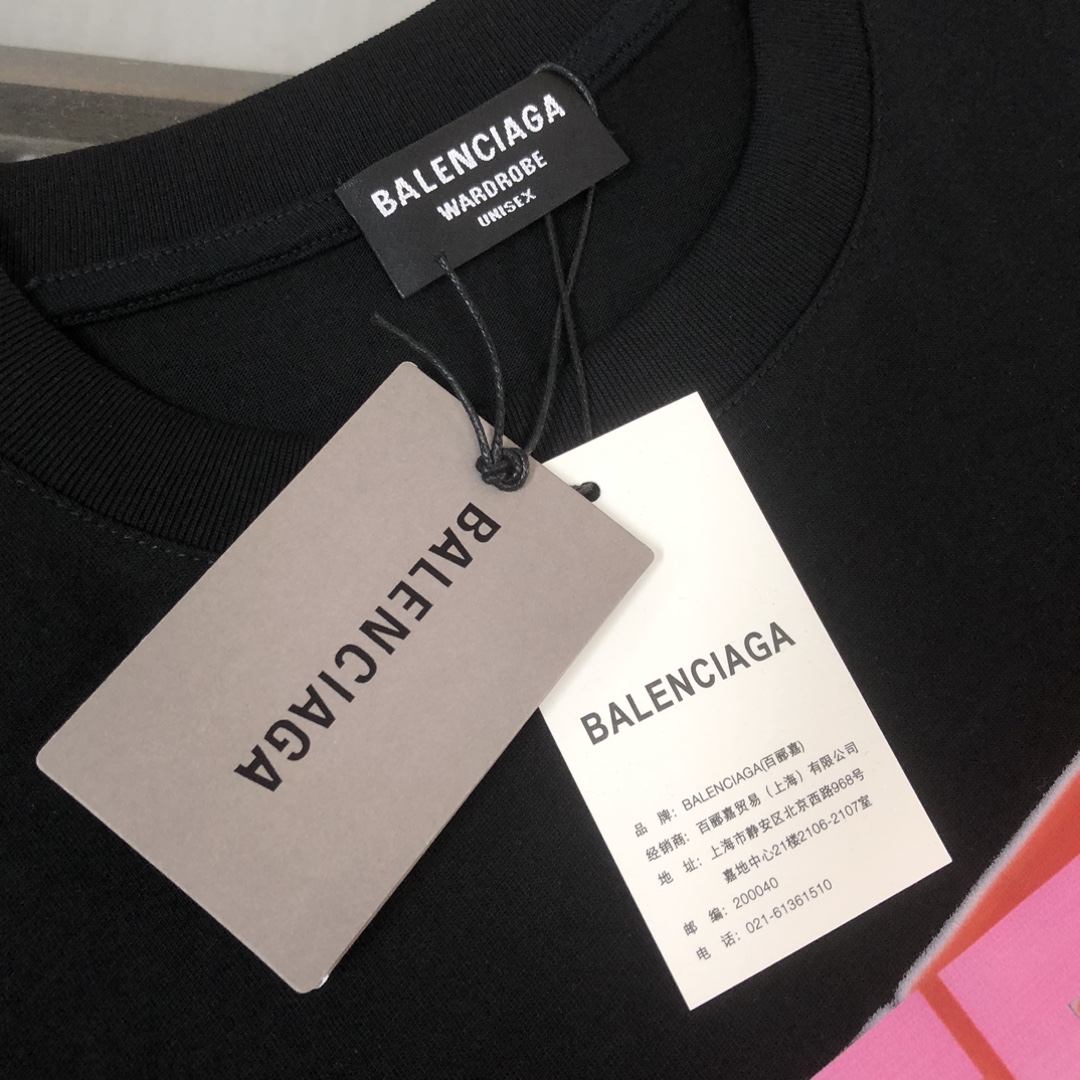 BALENCIAGA
WARDROBE
UNISEX
BALENCIAGA
BALENCIAGA
品 牌：BALENCIAGA(百郦嘉)
经销商：百郦嘉贸易（上海）有限公司
地 址：上海市静安区北京西路968号
嘉地中心21楼2106-2107室
邮 编：200040
电 话：021-61361510